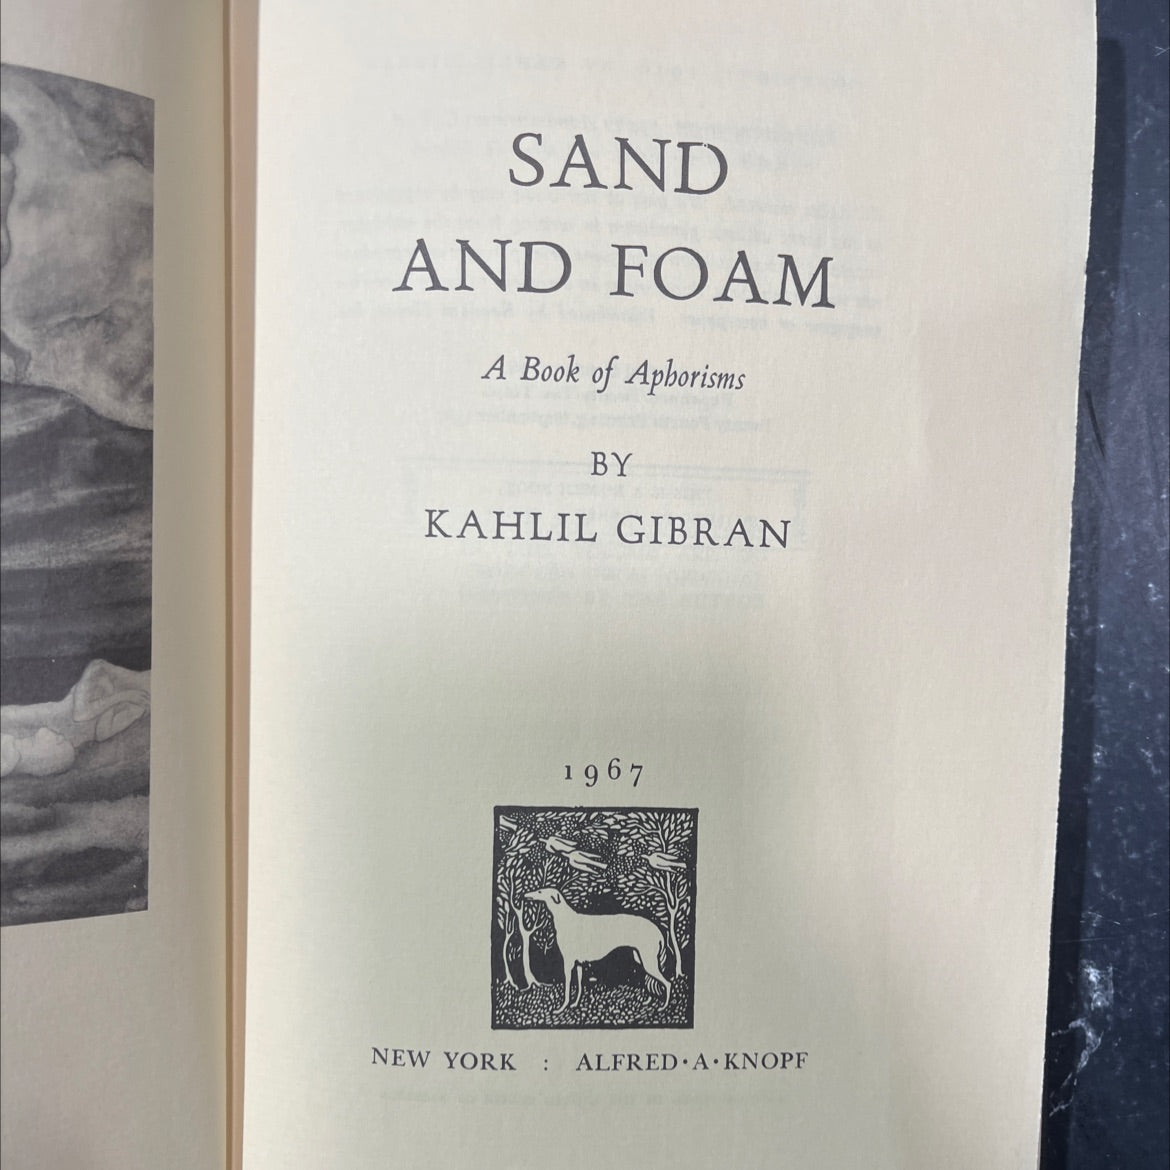 SAND
AND FOAM
A Book of Aphorisms
BY
KAHLIL GIBRAN
1967
NEW YORK : ALFRED·A·KNOPF